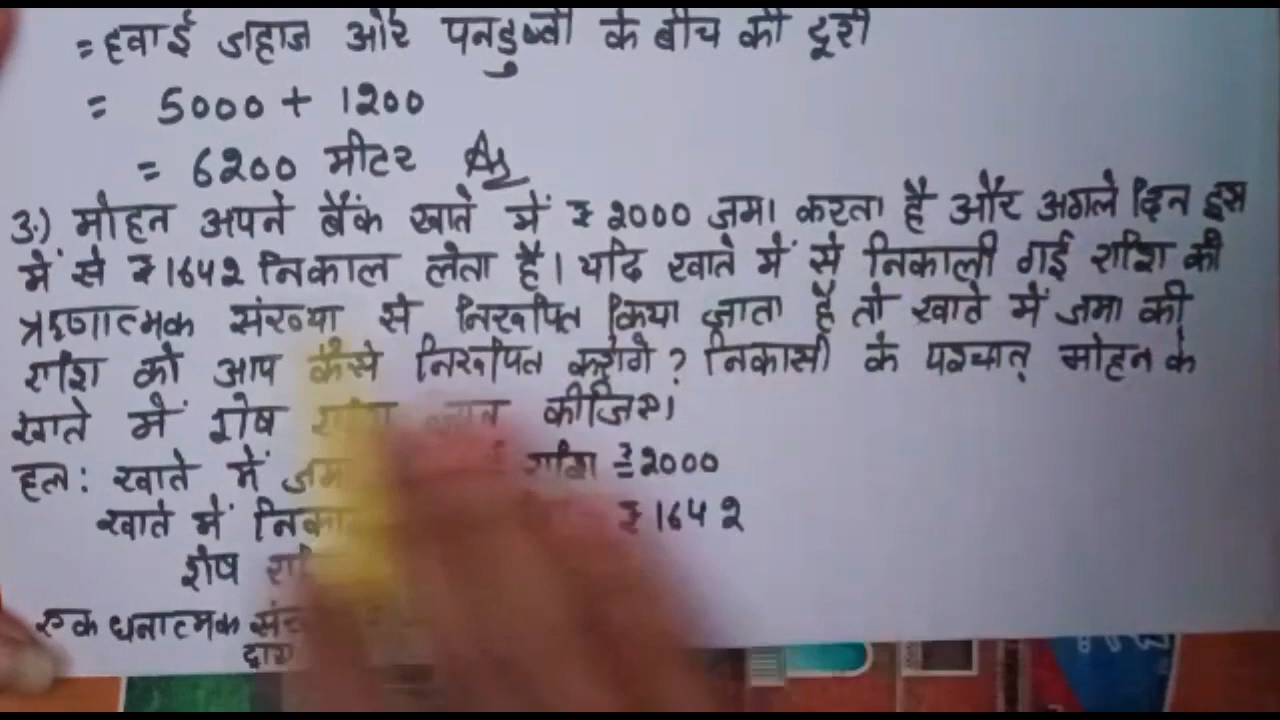 = हवाई जहाज और पनडुब्बी के बीच की दूरी
= 5000 + 1200
= 6200 मीटर Ans
3.) मोहन अपने बैंक खाते में ₹ 2000 जमा करता है और अगले दिन इस
में से ₹ 1642 निकाल लेता है। यदि खाते में से निकाली गई राशि को
ऋणात्मक संख्या से निरूपित किया जाता है तो खाते में जमा की
राशि को आप कैसे निरूपित करोगे? निकासी के पश्चात् मोहन के
खाते में शेष कीजिए।
हल: खाते में राशि = ₹2000
खाते में ₹ 1642
शेष
एक धनात्मक
द्वारा